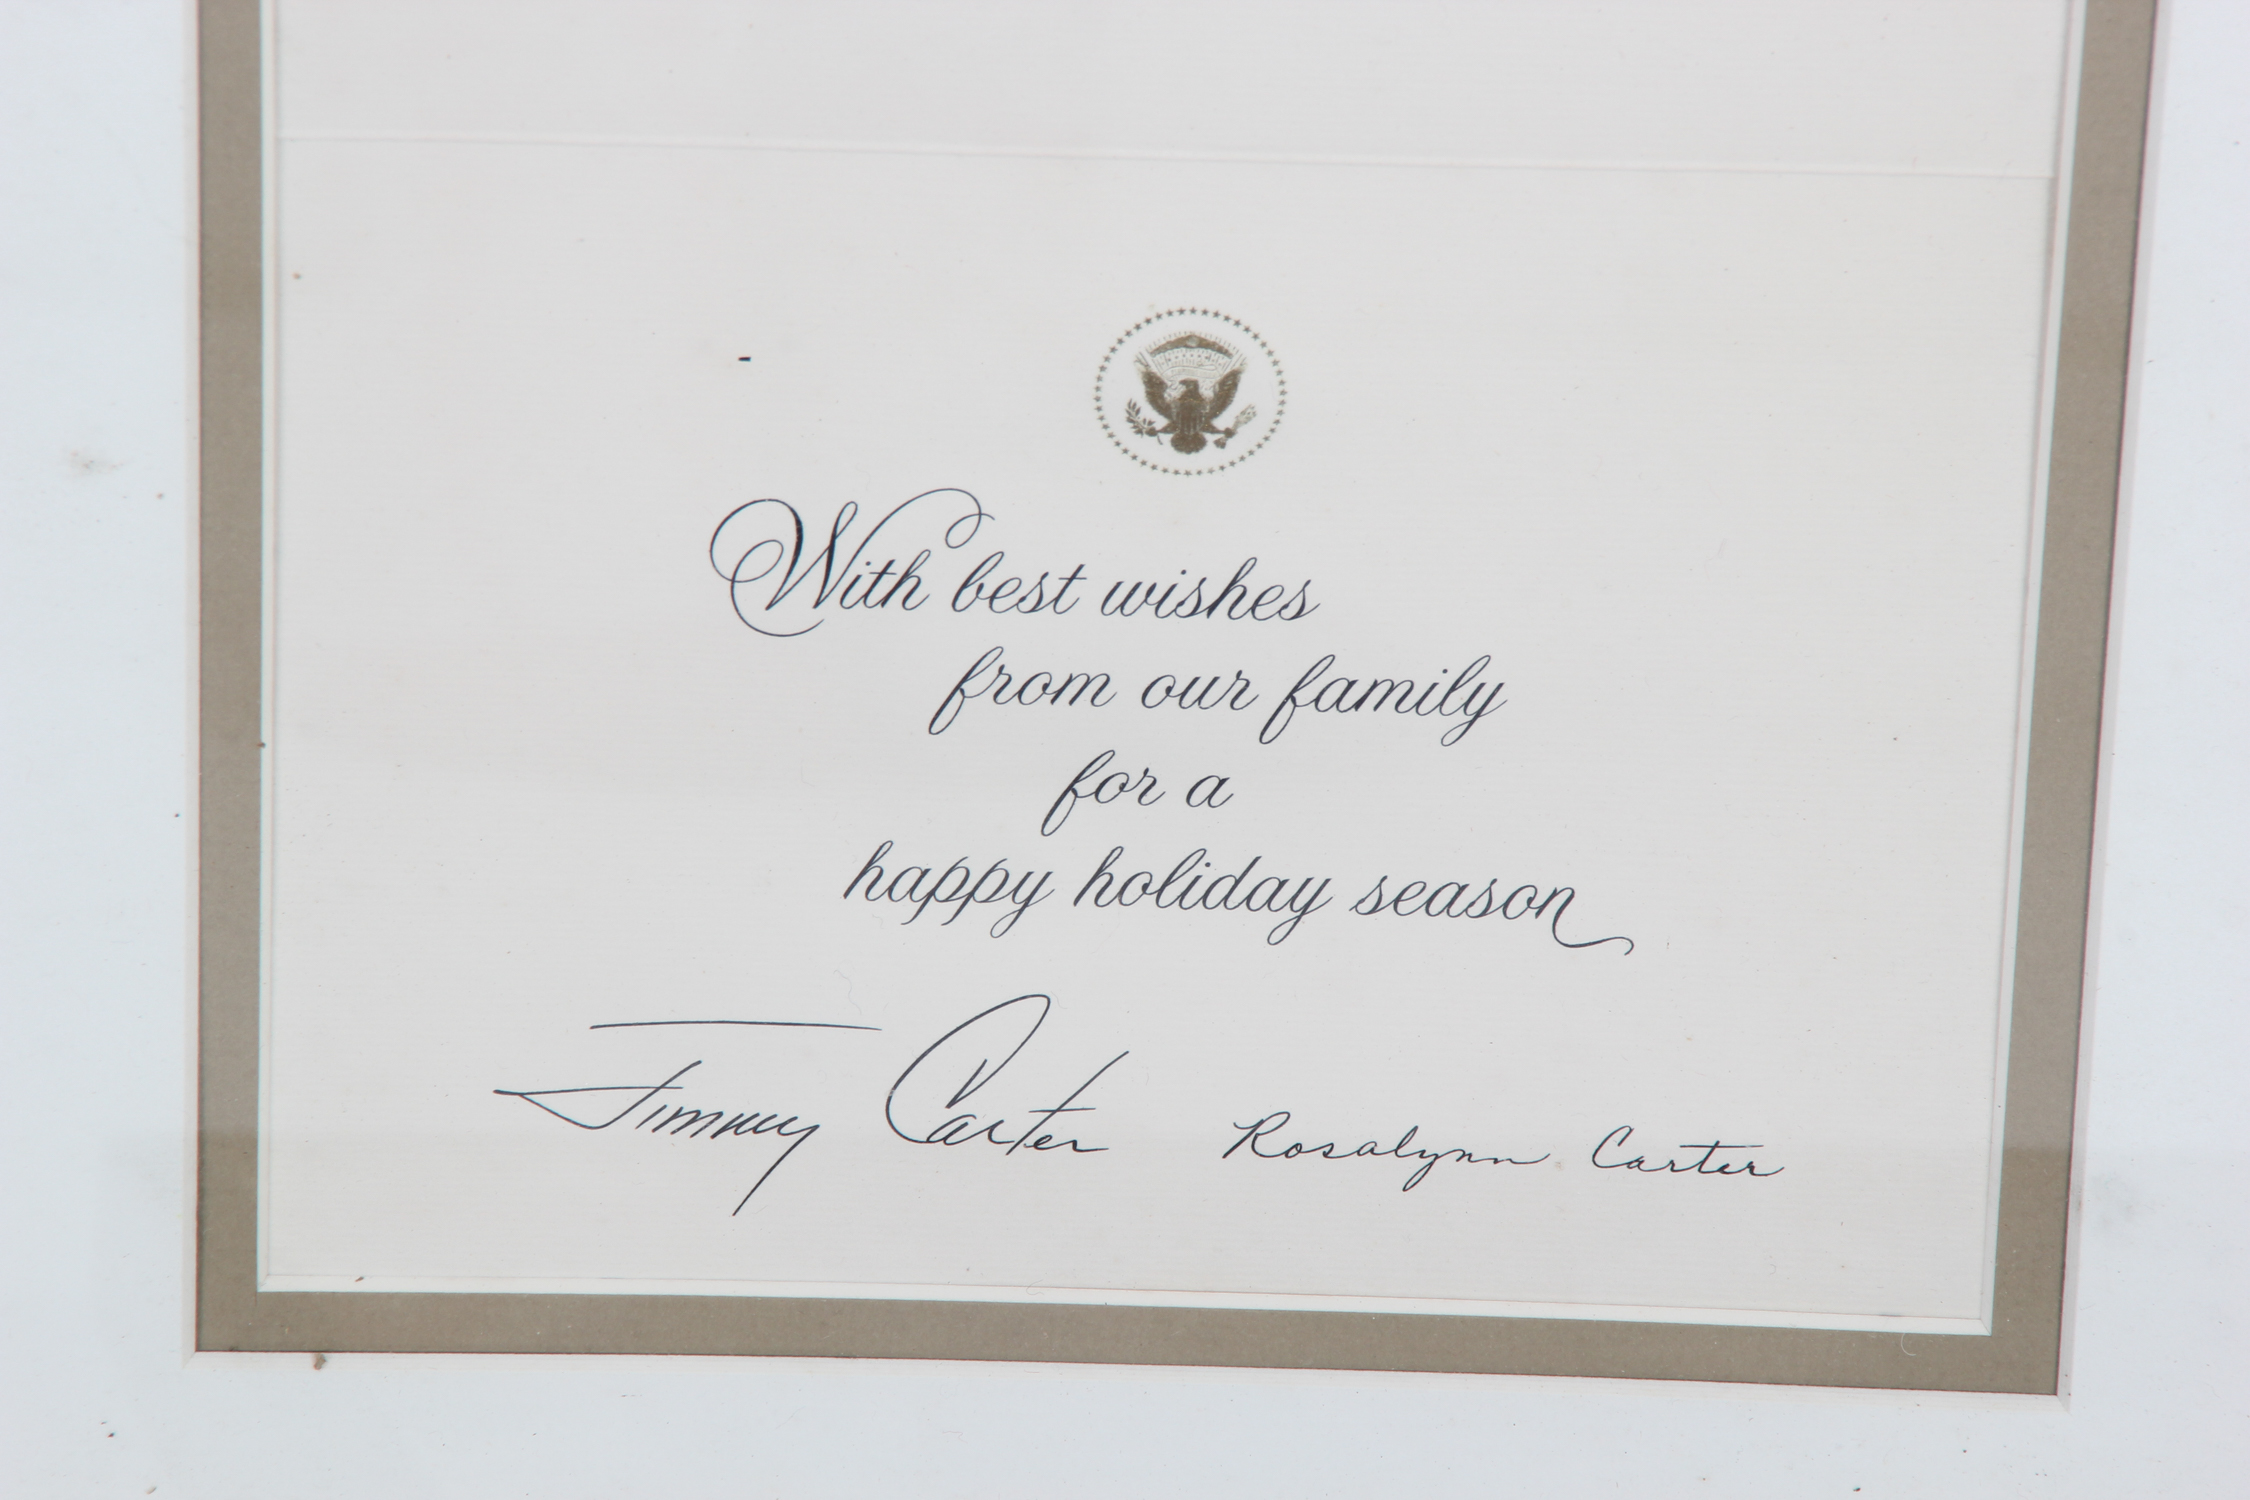 With best wishes
from our family
for a
happy holiday season
Jimmy Carter Rosalynn Carter